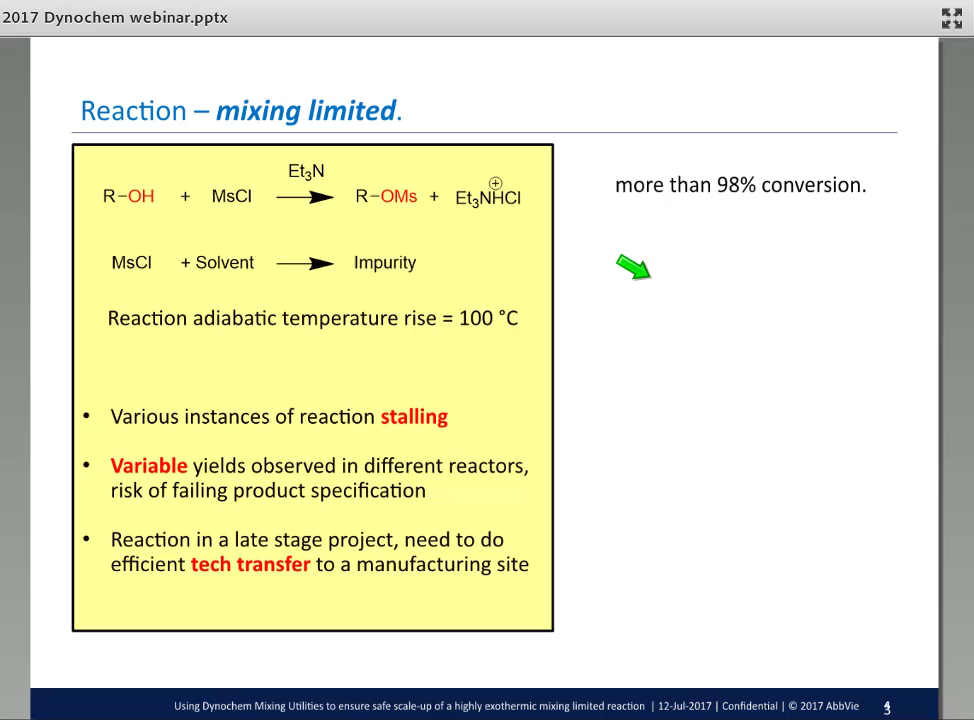 2017 Dynochem webinar.pptx
Reaction – mixing limited.
Et3N
R–OH + MsCl R–OMs + Et3NHCl
+
MsCl + Solvent Impurity
Reaction adiabatic temperature rise = 100 °C
• Various instances of reaction stalling
• Variable yields observed in different reactors,
risk of failing product specification
• Reaction in a late stage project, need to do
efficient tech transfer to a manufacturing site
more than 98% conversion.
Using Dynochem Mixing Utilities to ensure safe scale-up of a highly exothermic mixing limited reaction | 12-Jul-2017 | Confidential | © 2017 AbbVie